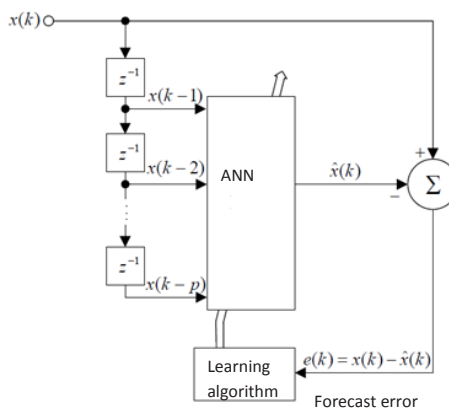 x(k)
z⁻¹
x(k−1)
z⁻¹
x(k−2)
z⁻¹
x(k−p)
ANN
x̂(k)
+
−
Σ
Learning
algorithm
e(k) = x(k) − x̂(k)
Forecast error